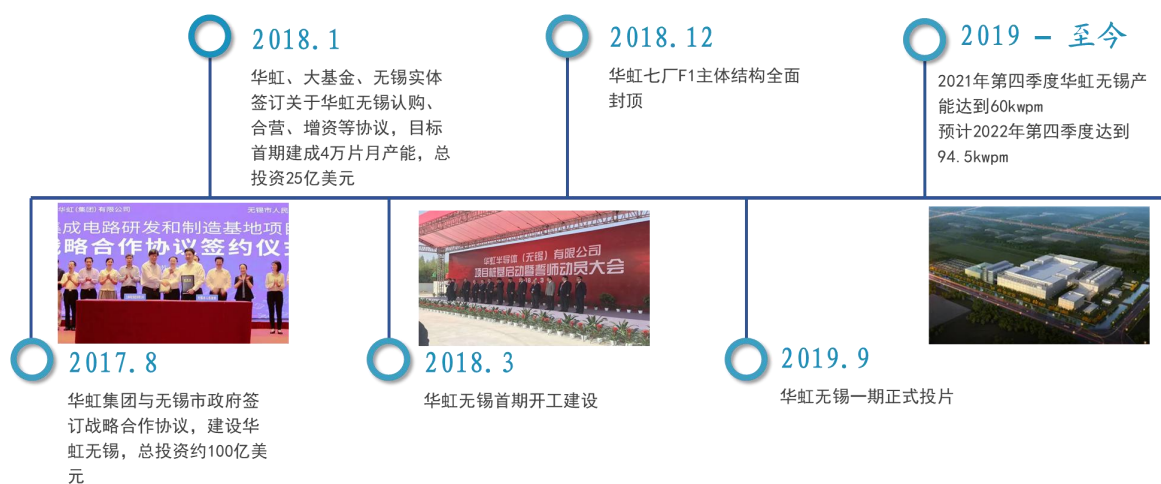 2018.1
华虹、大基金、无锡实体
签订关于华虹无锡认购、
合营、增资等协议，目标
首期建成4万片月产能，总
投资25亿美元
2018.12
华虹七厂F1主体结构全面
封顶
2019 – 至今
2021年第四季度华虹无锡产
能达到60kwpm
预计2022年第四季度达到
94.5kwpm
华虹(集团)有限公司
无锡市人民
集成电路研发和制造基地项目
战略合作协议签约仪式
2017.8
华虹集团与无锡市政府签
订战略合作协议，建设华
虹无锡，总投资约100亿美
元
华虹半导体（无锡）有限公司
项目桩基启动暨誓师动员大会
2018.3
华虹无锡首期开工建设
2019.9
华虹无锡一期正式投片